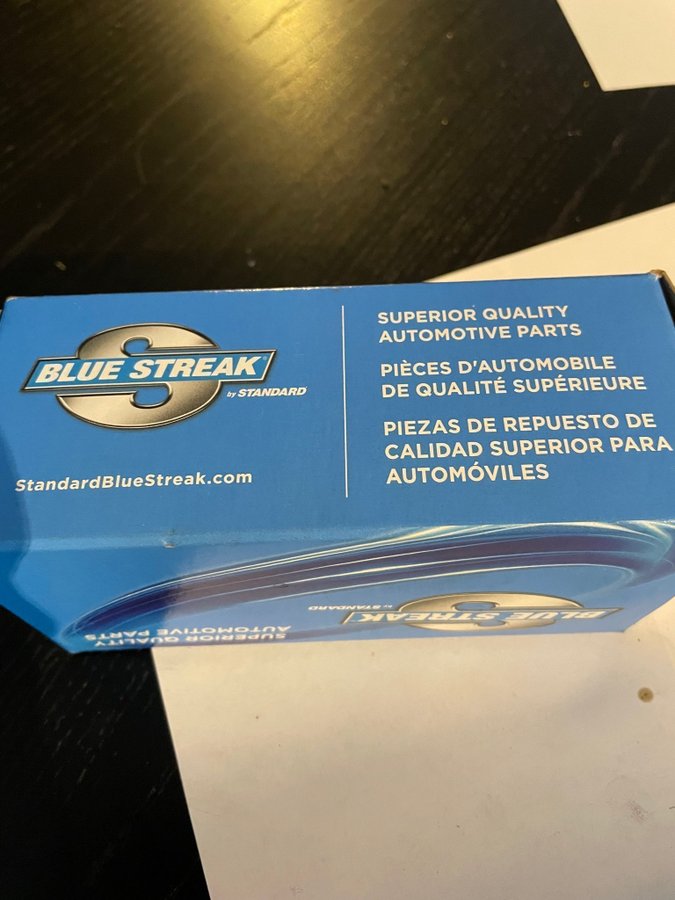 BLUE STREAK®
by STANDARD®
StandardBlueStreak.com
SUPERIOR QUALITY
AUTOMOTIVE PARTS
PIÈCES D'AUTOMOBILE
DE QUALITÉ SUPÉRIEURE
PIEZAS DE REPUESTO DE
CALIDAD SUPERIOR PARA
AUTOMÓVILES
BLUE STREAK
by STANDARD
SUPERIOR QUALITY
AUTOMOTIVE PARTS